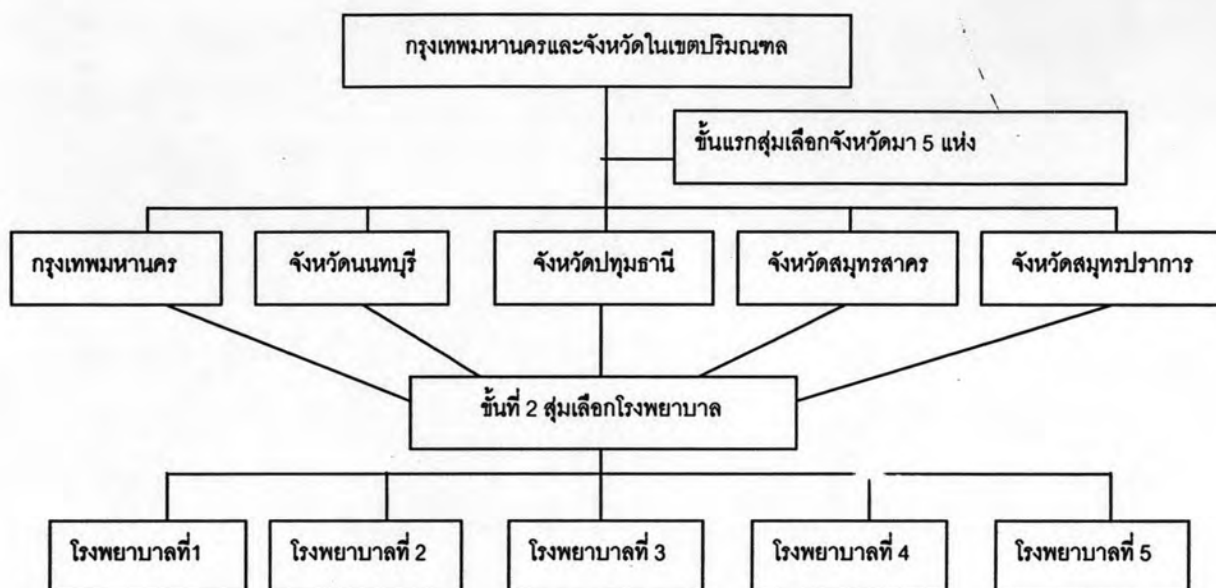 กรุงเทพมหานครและจังหวัดในเขตปริมณฑล
ขั้นแรกสุ่มเลือกจังหวัดมา 5 แห่ง
กรุงเทพมหานคร
จังหวัดนนทบุรี
จังหวัดปทุมธานี
จังหวัดสมุทรสาคร
จังหวัดสมุทรปราการ
ขั้นที่ 2 สุ่มเลือกโรงพยาบาล
โรงพยาบาลที่1
โรงพยาบาลที่ 2
โรงพยาบาลที่ 3
โรงพยาบาลที่ 4
โรงพยาบาลที่ 5